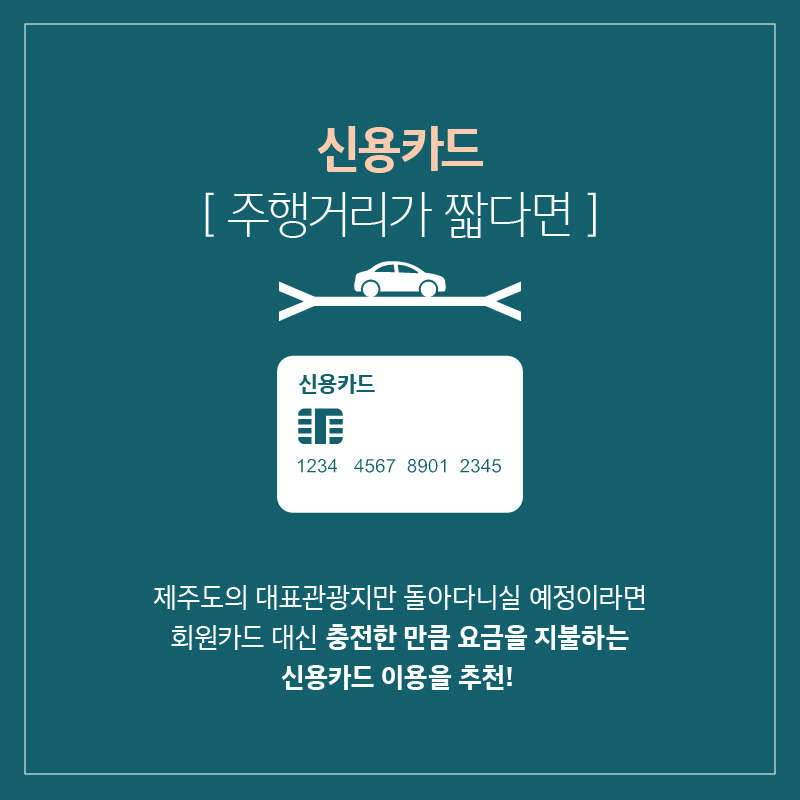 신용카드
[ 주행거리가 짧다면 ]
신용카드
1234 4567 8901 2345
제주도의 대표관광지만 돌아다니실 예정이라면
회원카드 대신 충전한 만큼 요금을 지불하는
신용카드 이용을 추천!